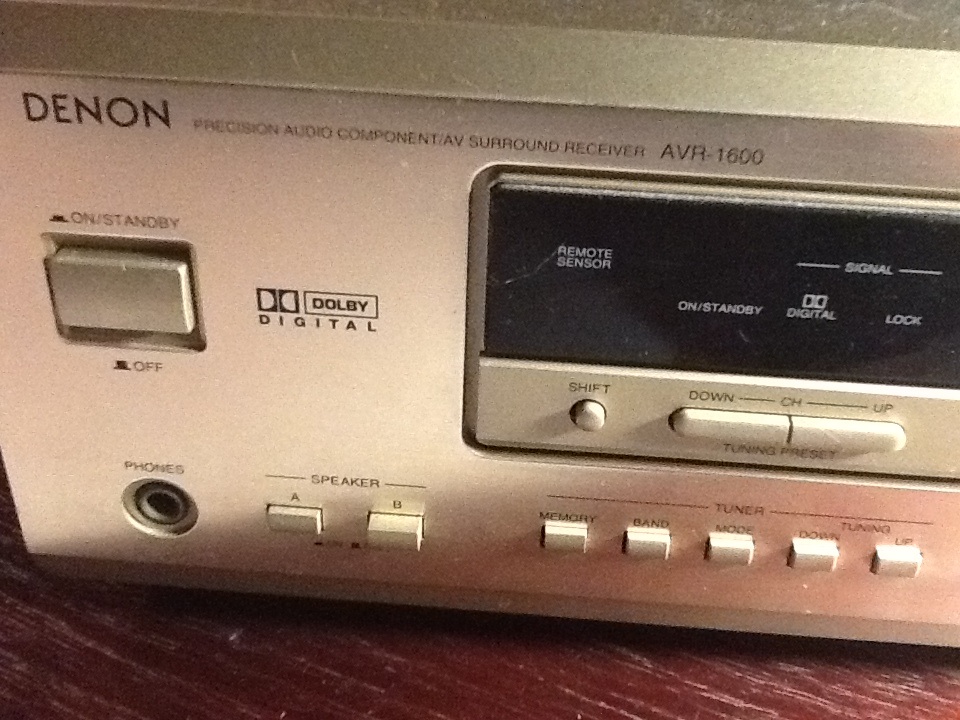 DENON
PRECISION AUDIO COMPONENT/AV SURROUND RECEIVER AVR-1600
ON/STANDBY
REMOTE
SENSOR
SIGNAL
DOLBY
DIGITAL
ON/STANDBY
DIGITAL
LOCK
OFF
SHIFT
DOWN CH UP
TUNING PRESET
PHONES
SPEAKER
A
B
TUNER
MEMORY
BAND
MODE
TUNING
DOWN
UP